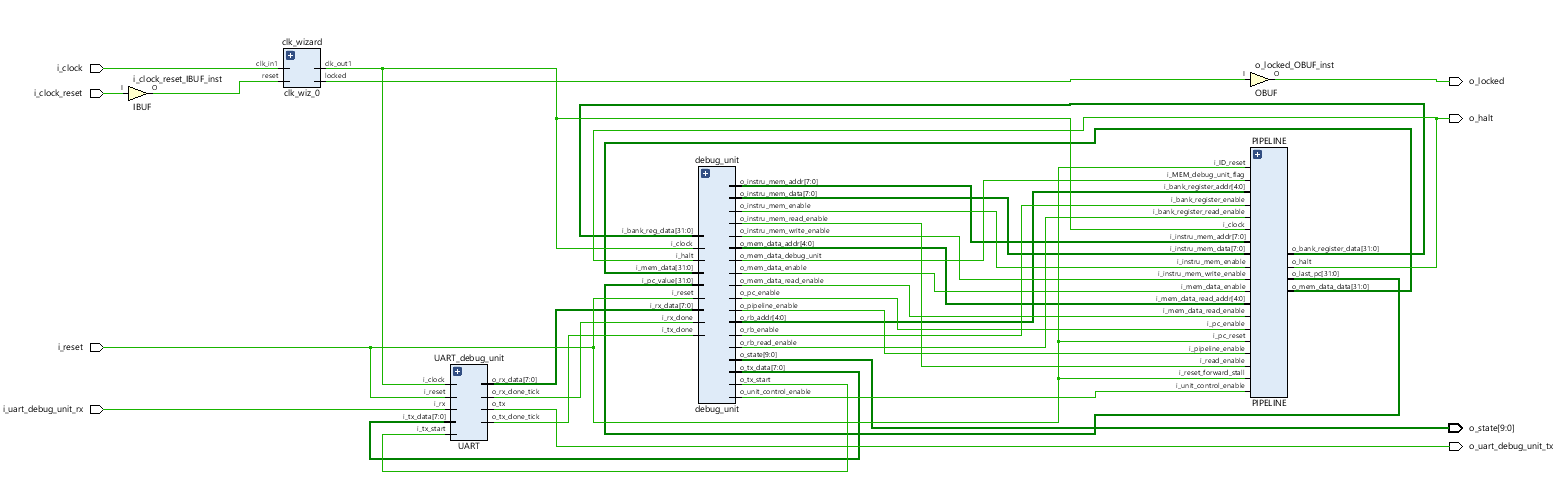 clk_wizard
i_clock
clk_in1
clk_out1
reset
locked
i_clock_reset
i_clock_reset_IBUF_inst
I
O
IBUF
clk_wiz_0
o_locked_OBUF_inst
I
O
OBUF
o_locked
o_halt
debug_unit
i_bank_reg_data[31:0]
i_clock
i_halt
i_mem_data[31:0]
i_pc_value[31:0]
i_reset
i_rx_data[7:0]
i_rx_done
i_tx_done
o_instru_mem_addr[7:0]
o_instru_mem_data[7:0]
o_instru_mem_enable
o_instru_mem_read_enable
o_instru_mem_write_enable
o_mem_data_addr[4:0]
o_mem_data_debug_unit
o_mem_data_enable
o_mem_data_read_enable
o_pc_enable
o_pipeline_enable
o_rb_addr[4:0]
o_rb_enable
o_rb_read_enable
o_state[9:0]
o_tx_data[7:0]
o_tx_start
o_unit_control_enable
debug_unit
PIPELINE
i_ID_reset
i_MEM_debug_unit_flag
i_bank_register_addr[4:0]
i_bank_register_enable
i_bank_register_read_enable
i_clock
i_instru_mem_addr[7:0]
i_instru_mem_data[7:0]
i_instru_mem_enable
i_instru_mem_write_enable
i_mem_data_enable
i_mem_data_read_addr[4:0]
i_mem_data_read_enable
i_pc_enable
i_pc_reset
i_pipeline_enable
i_read_enable
i_reset_forward_stall
i_unit_control_enable
o_bank_register_data[31:0]
o_halt
o_last_pc[31:0]
o_mem_data_data[31:0]
PIPELINE
i_reset
i_uart_debug_unit_rx
UART_debug_unit
i_clock
i_reset
i_rx
i_tx_data[7:0]
i_tx_start
o_rx_data[7:0]
o_rx_done_tick
o_tx
o_tx_done_tick
UART
o_state[9:0]
o_uart_debug_unit_tx